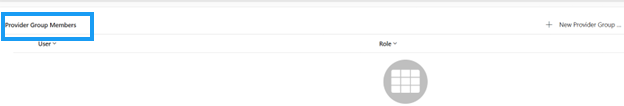 Provider Group Members
+ New Provider Group ...
User
Role